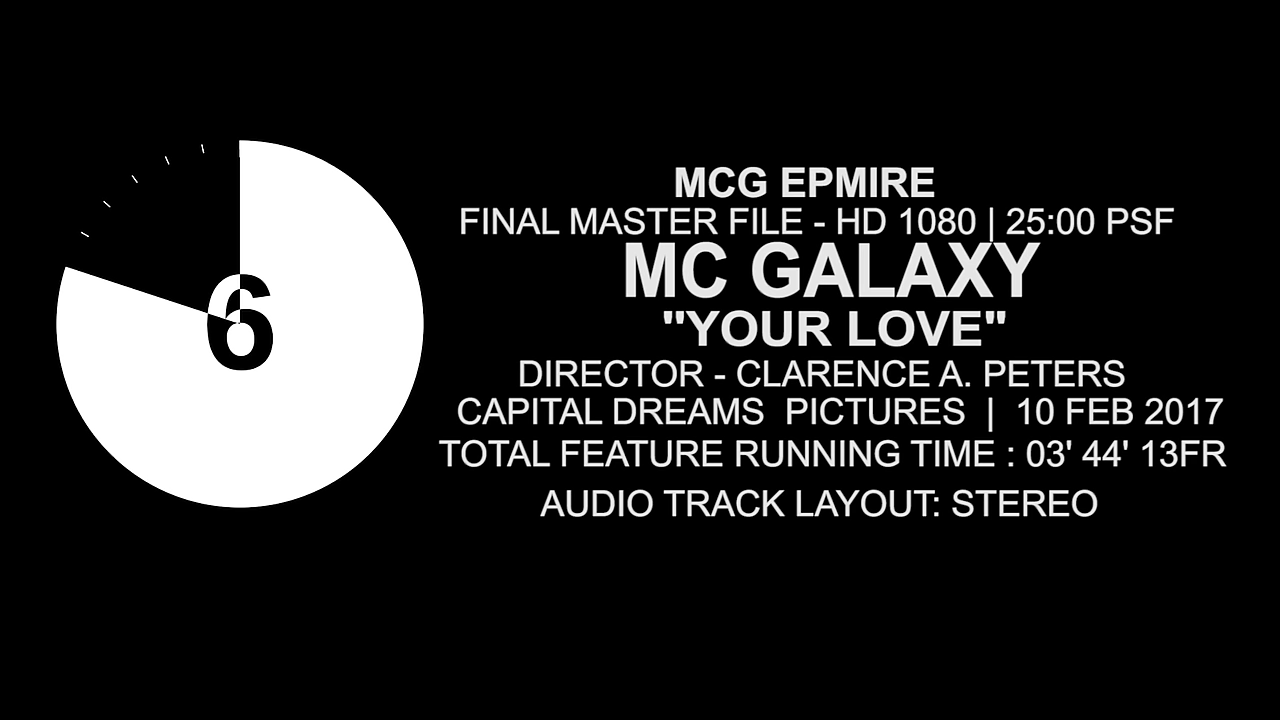 6
MCG EPMIRE
FINAL MASTER FILE - HD 1080 | 25:00 PSF
MC GALAXY
"YOUR LOVE"
DIRECTOR - CLARENCE A. PETERS
CAPITAL DREAMS  PICTURES  |  10 FEB 2017
TOTAL FEATURE RUNNING TIME : 03' 44' 13FR
AUDIO TRACK LAYOUT: STEREO